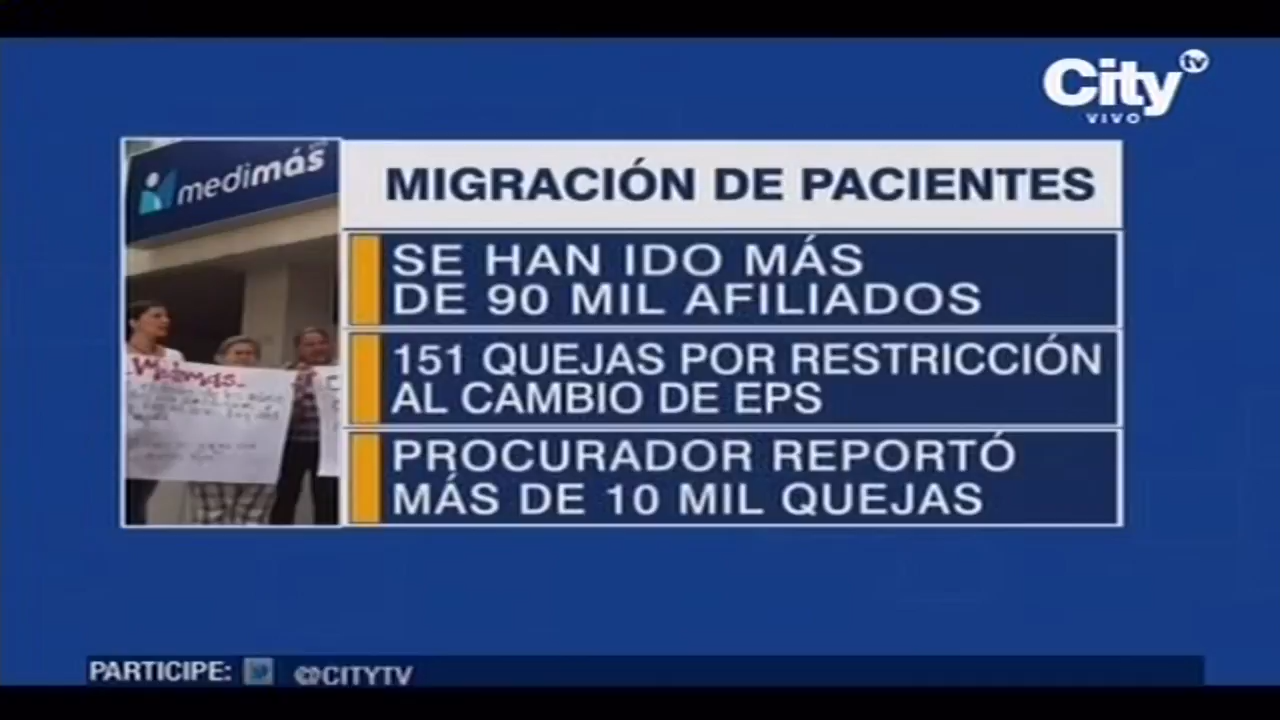 City tv
VIVO
medimás
MIGRACIÓN DE PACIENTES
SE HAN IDO MÁS
DE 90 MIL AFILIADOS
151 QUEJAS POR RESTRICCIÓN
AL CAMBIO DE EPS
PROCURADOR REPORTÓ
MÁS DE 10 MIL QUEJAS
PARTICIPE: @CITYTV